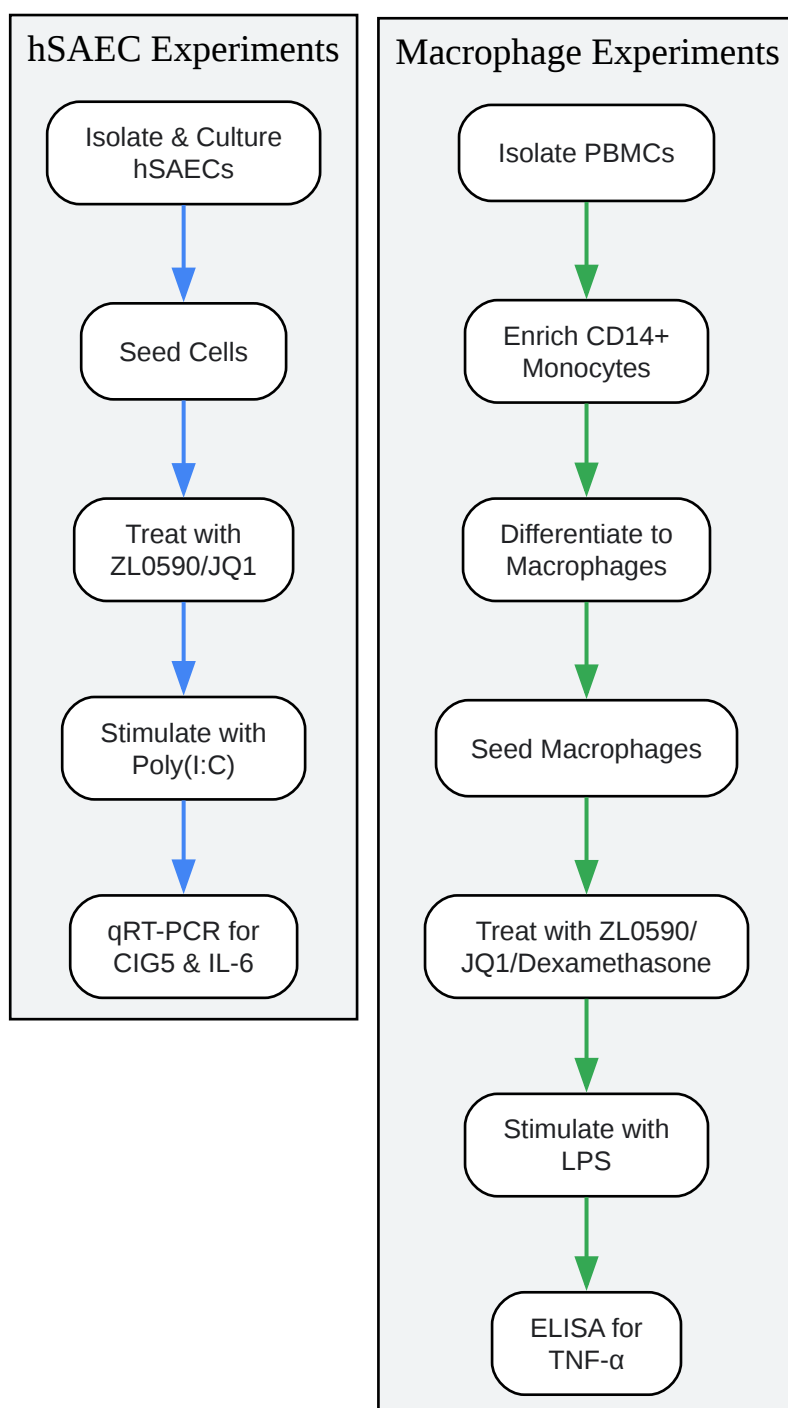 hSAEC Experiments
Isolate & Culture
hSAECs
Seed Cells
Treat with
ZL0590/JQ1
Stimulate with
Poly(I:C)
qRT-PCR for
CIG5 & IL-6
Macrophage Experiments
Isolate PBMCs
Enrich CD14+
Monocytes
Differentiate to
Macrophages
Seed Macrophages
Treat with ZL0590/
JQ1/Dexamethasone
Stimulate with
LPS
ELISA for
TNF-α